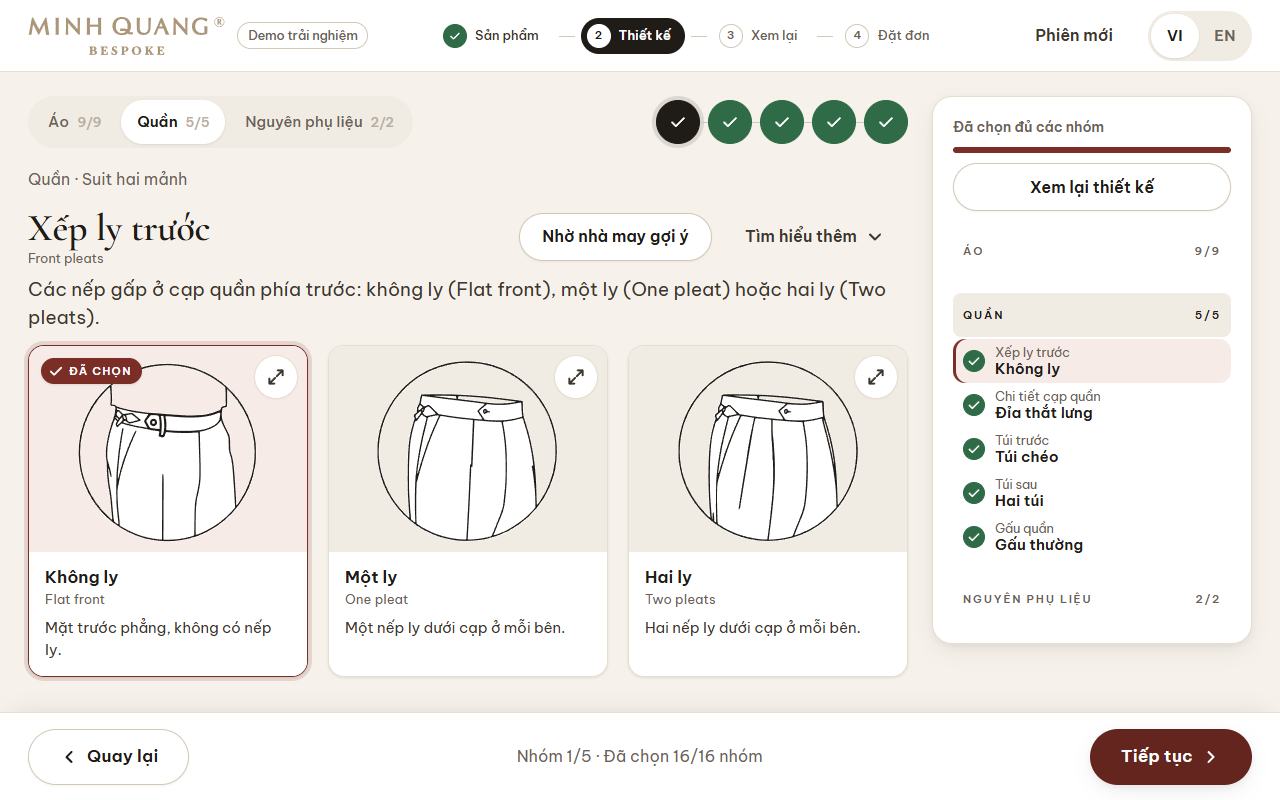 MINH QUANG®
BESPOKE
Demo trải nghiệm
Sản phẩm
2 Thiết kế
3 Xem lại
4 Đặt đơn
Phiên mới
VI EN
Áo 9/9
Quần 5/5
Nguyên phụ liệu 2/2
Quần · Suit hai mảnh
Xếp ly trước
Front pleats
Nhờ nhà may gợi ý
Tìm hiểu thêm
Các nếp gấp ở cạp quần phía trước: không ly (Flat front), một ly (One pleat) hoặc hai ly (Two
pleats).
ĐÃ CHỌN
Không ly
Flat front
Mặt trước phẳng, không có nếp
ly.
Một ly
One pleat
Một nếp ly dưới cạp ở mỗi bên.
Hai ly
Two pleats
Hai nếp ly dưới cạp ở mỗi bên.
Đã chọn đủ các nhóm
Xem lại thiết kế
ÁO 9/9
QUẦN 5/5
Xếp ly trước
Không ly
Chi tiết cạp quần
Đỉa thắt lưng
Túi trước
Túi chéo
Túi sau
Hai túi
Gấu quần
Gấu thường
NGUYÊN PHỤ LIỆU 2/2
Quay lại
Nhóm 1/5 · Đã chọn 16/16 nhóm
Tiếp tục